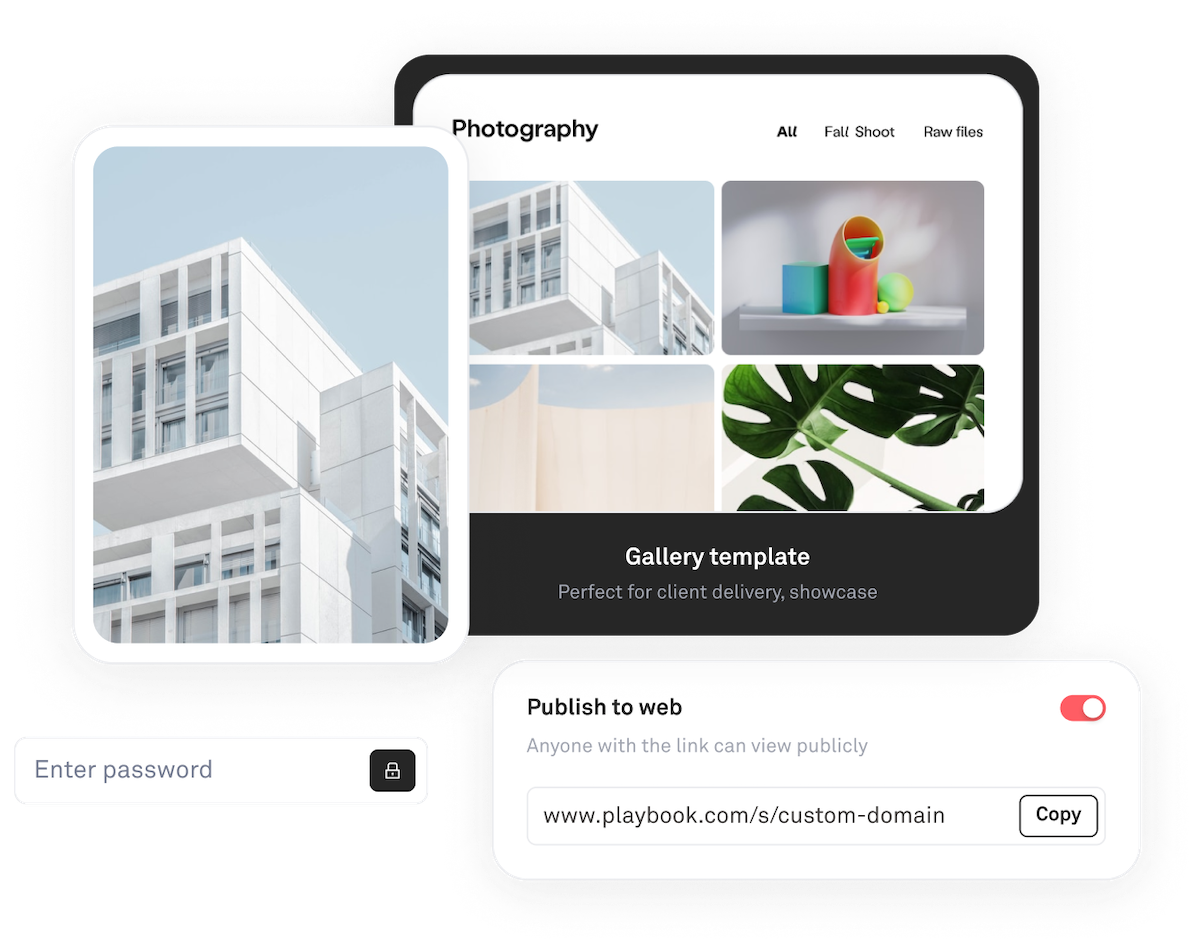 Photography
All Fall Shoot Raw files
Gallery template
Perfect for client delivery, showcase
Publish to web
Anyone with the link can view publicly
Enter password
www.playbook.com/s/custom-domain
Copy